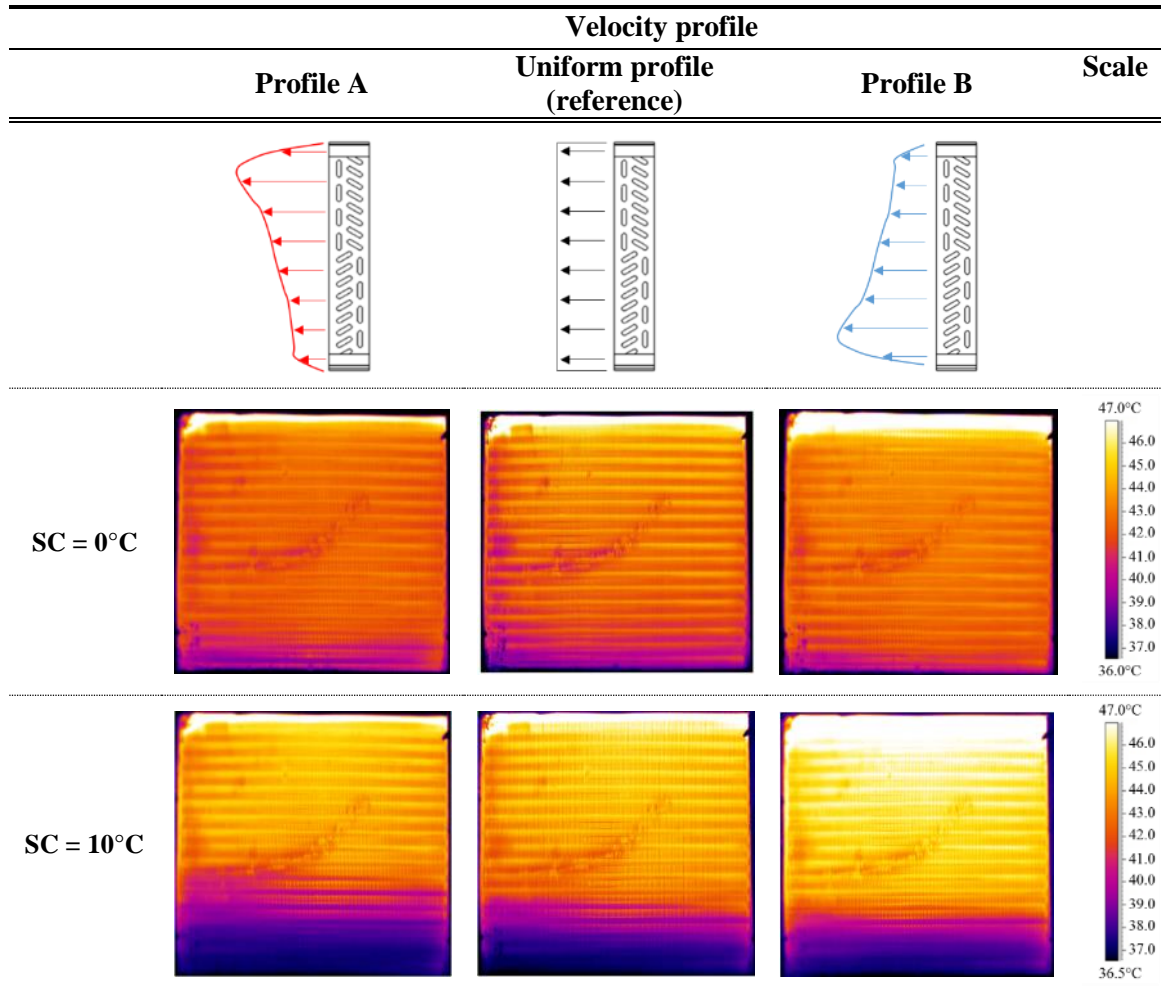 Velocity profile
Profile A
Uniform profile
(reference)
Profile B
Scale
SC = 0°C
47.0°C
46.0
45.0
44.0
43.0
42.0
41.0
40.0
39.0
38.0
37.0
36.0°C
SC = 10°C
47.0°C
46.0
45.0
44.0
43.0
42.0
41.0
40.0
39.0
38.0
37.0
36.5°C